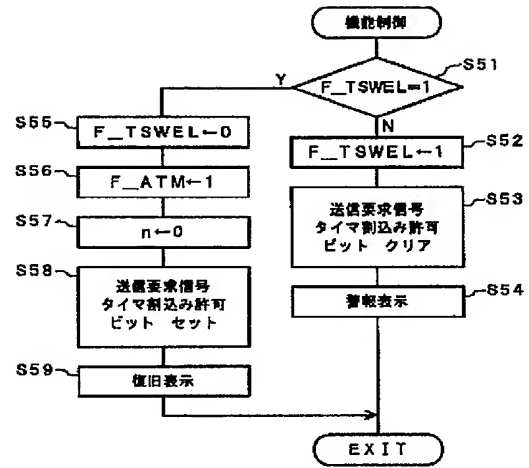 機能制御
S51
F_TSWEL=1
Y
N
S55
F_TSWEL←0
S52
F_TSWEL←1
S56
F_ATM←1
S53
送信要求信号
タイマ割込み許可
ビット クリア
S57
n←0
S58
送信要求信号
タイマ割込み許可
ビット セット
S54
警報表示
S59
復旧表示
EXIT